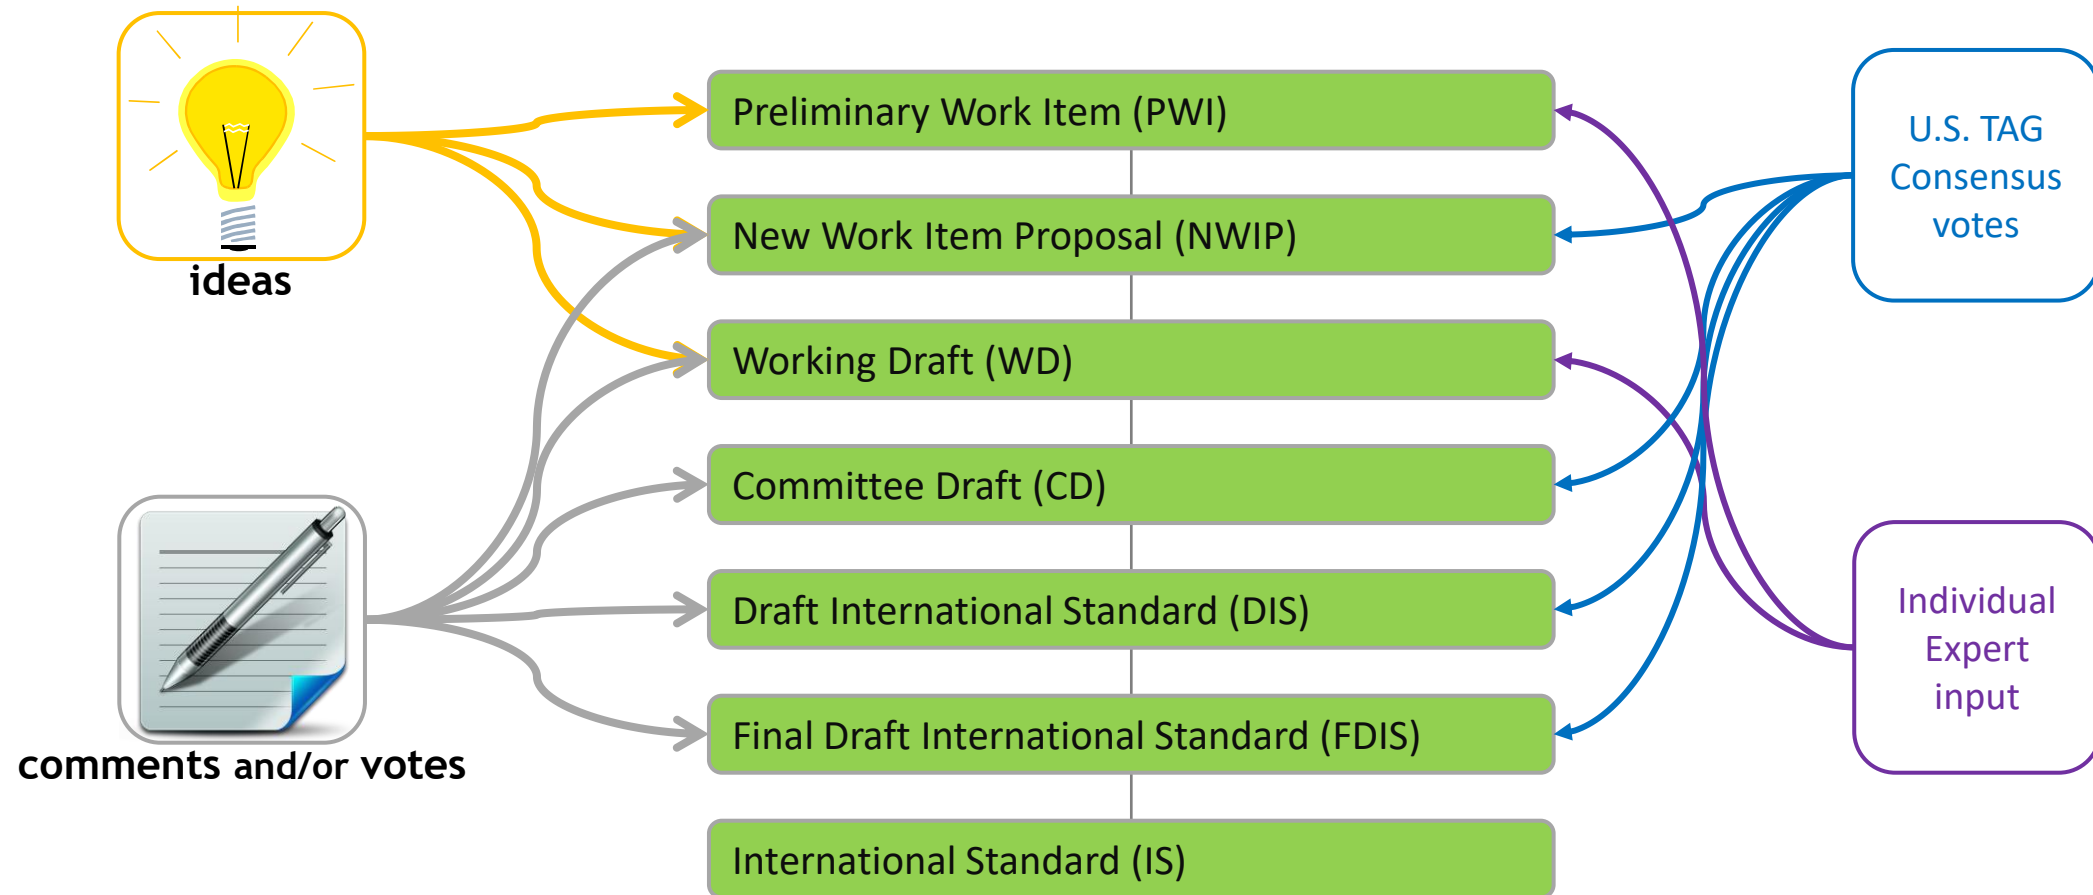 ideas
comments and/or votes
Preliminary Work Item (PWI)
New Work Item Proposal (NWIP)
Working Draft (WD)
Committee Draft (CD)
Draft International Standard (DIS)
Final Draft International Standard (FDIS)
International Standard (IS)
U.S. TAG
Consensus
votes
Individual
Expert
input